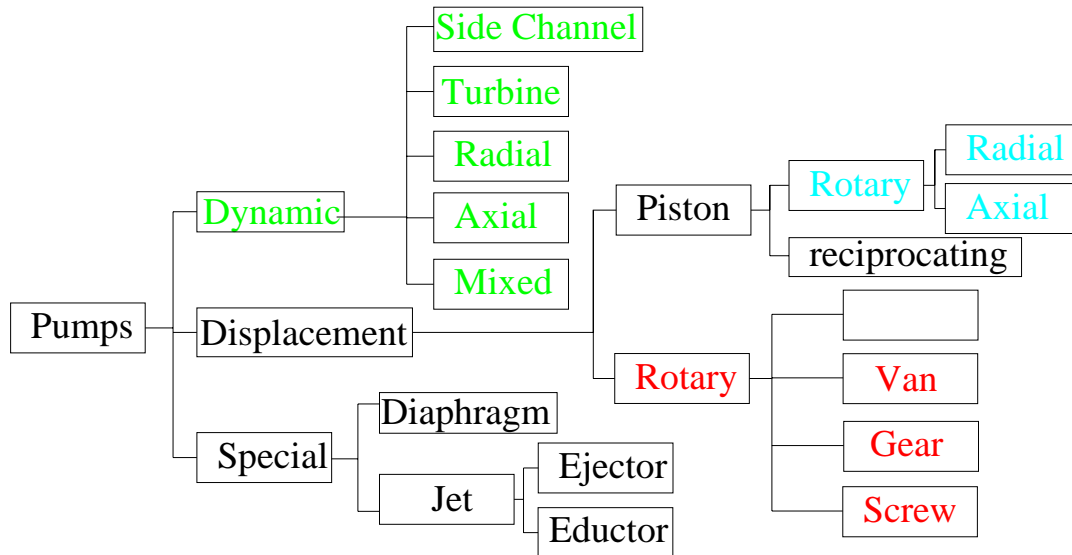 Side Channel
Turbine
Radial
Axial
Mixed
Dynamic
Pumps
Displacement
Special
Diaphragm
Jet
Ejector
Eductor
Piston
Rotary
Radial
Axial
reciprocating
Rotary
Van
Gear
Screw